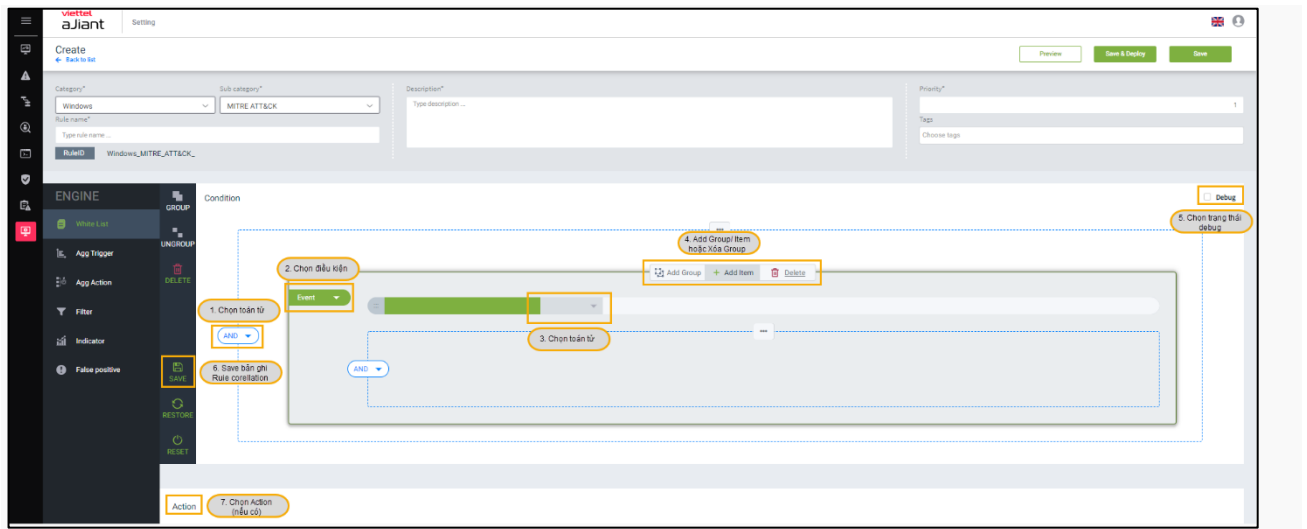 viettel
aJiant
Setting
Create
← Back to list
Preview
Save & Deploy
Save
Category*
Sub category*
Description*
Priority*
Windows
MITRE ATT&CK
Type description ...
1
Rule name*
Tags
Type rule name ...
Choose tags
RuleID
Windows_MITRE_ATT&CK_
ENGINE
White List
Agg Trigger
Agg Action
Filter
Indicator
False positive
GROUP
UNGROUP
DELETE
SAVE
RESTORE
RESET
Condition
Debug
5. Chọn trạng thái
debug
4. Add Group/ Item
hoặc Xóa Group
Add Group
+ Add Item
Delete
2. Chọn điều kiện
Event
=
1. Chọn toán tử
AND
3. Chọn toán tử
AND
6. Save bản ghi
Rule corellation
Action
7. Chọn Action
(nếu có)